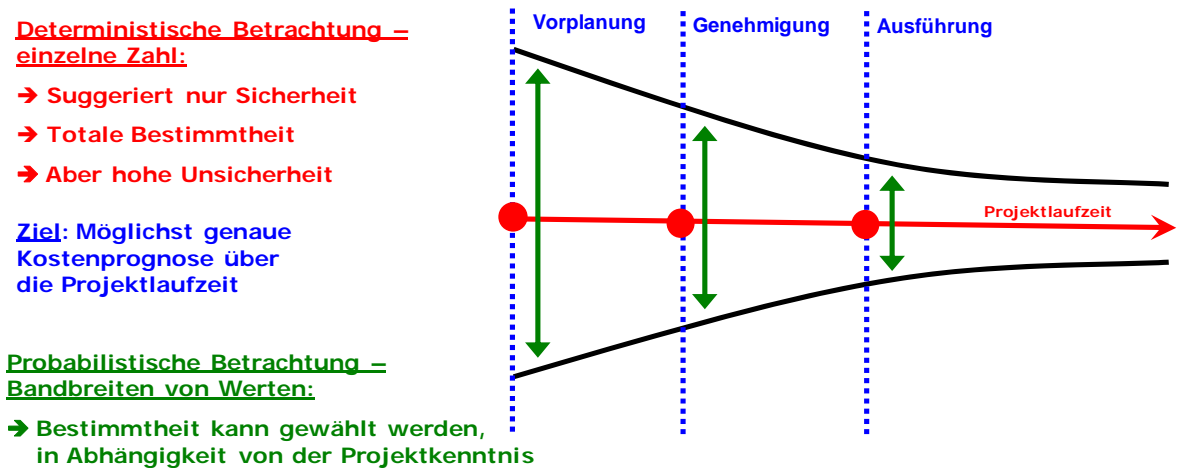 Deterministische Betrachtung –
einzelne Zahl:
➔ Suggeriert nur Sicherheit
➔ Totale Bestimmtheit
➔ Aber hohe Unsicherheit
Ziel: Möglichst genaue
Kostenprognose über
die Projektlaufzeit
Probabilistische Betrachtung –
Bandbreiten von Werten:
➔ Bestimmtheit kann gewählt werden,
in Abhängigkeit von der Projektkenntnis
Vorplanung
Genehmigung
Ausführung
Projektlaufzeit